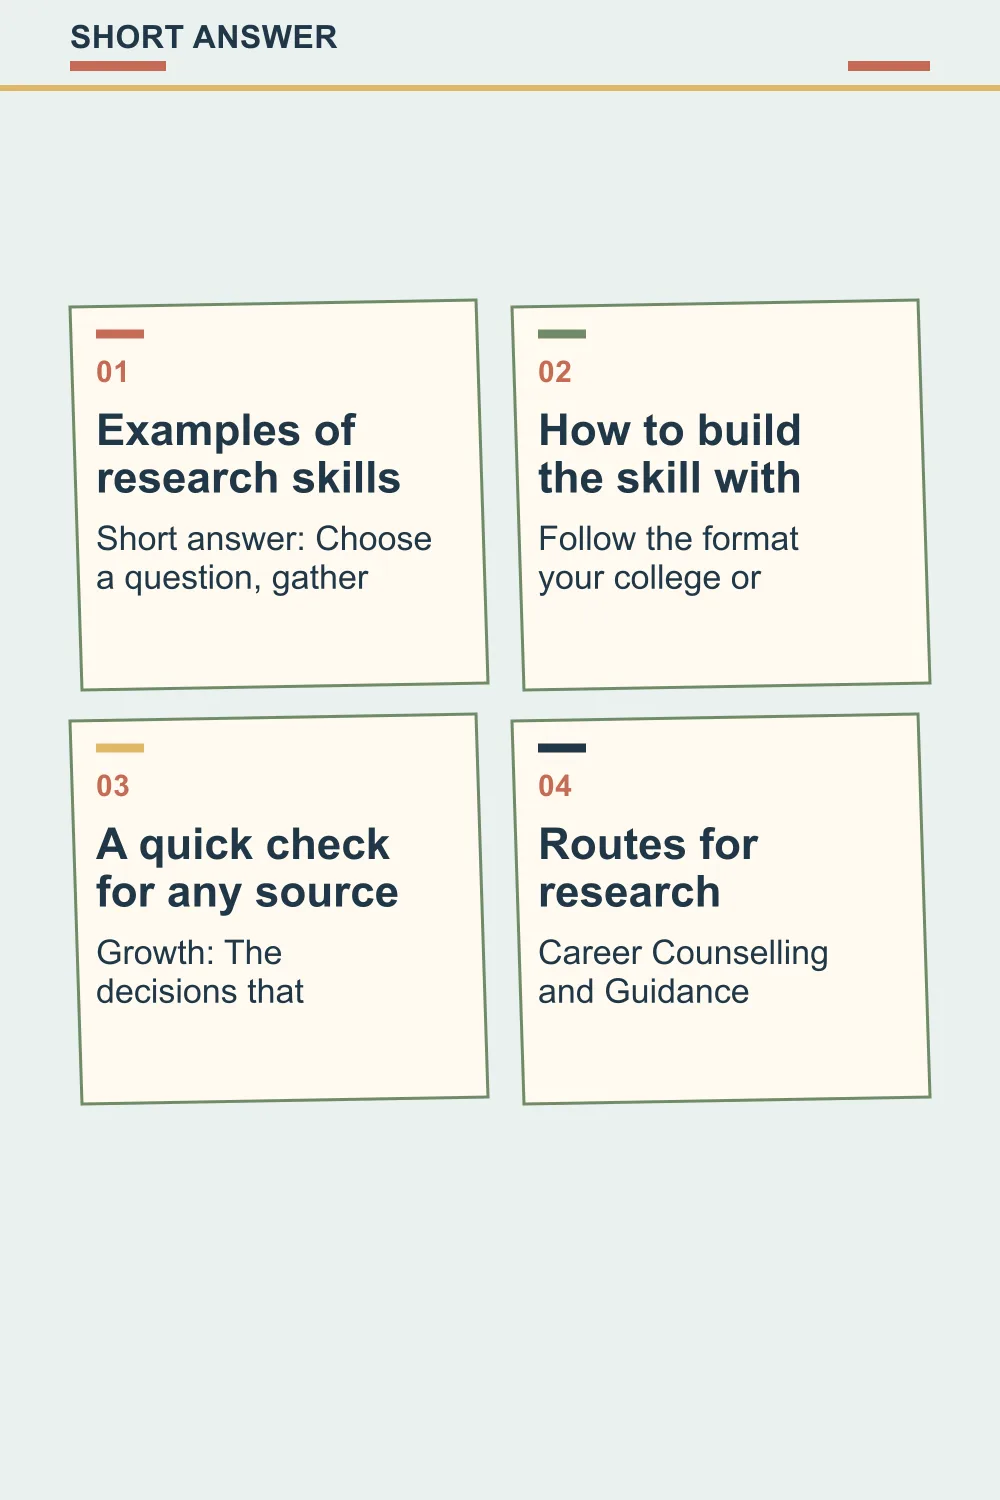 SHORT ANSWER
01
Examples of
research skills
Short answer: Choose
a question, gather
02
How to build
the skill with
Follow the format
your college or
03
A quick check
for any source
Growth: The
decisions that
04
Routes for
research
Career Counselling
and Guidance